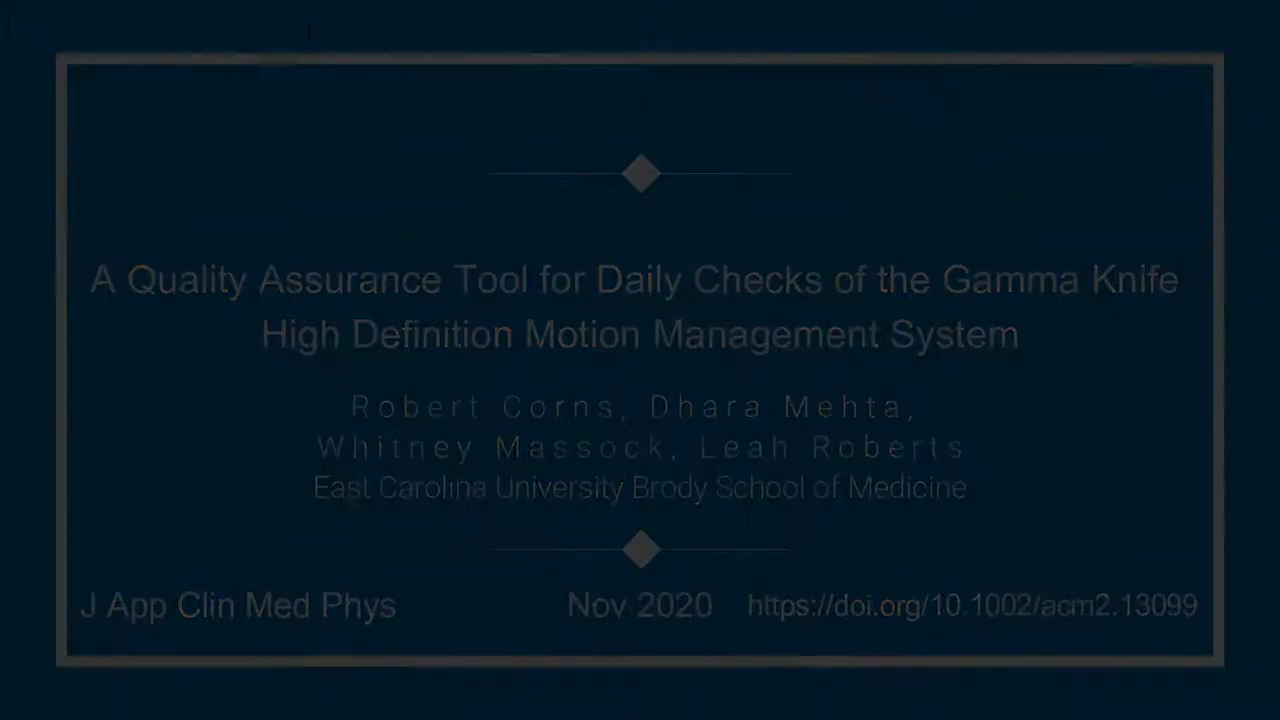 A Quality Assurance Tool for Daily Checks of the Gamma Knife
High Definition Motion Management System
Robert Corns, Dhara Mehta,
Whitney Massock, Leah Roberts
East Carolina University Brody School of Medicine
J App Clin Med Phys Nov 2020 https://doi.org/10.1002/acm2.13099